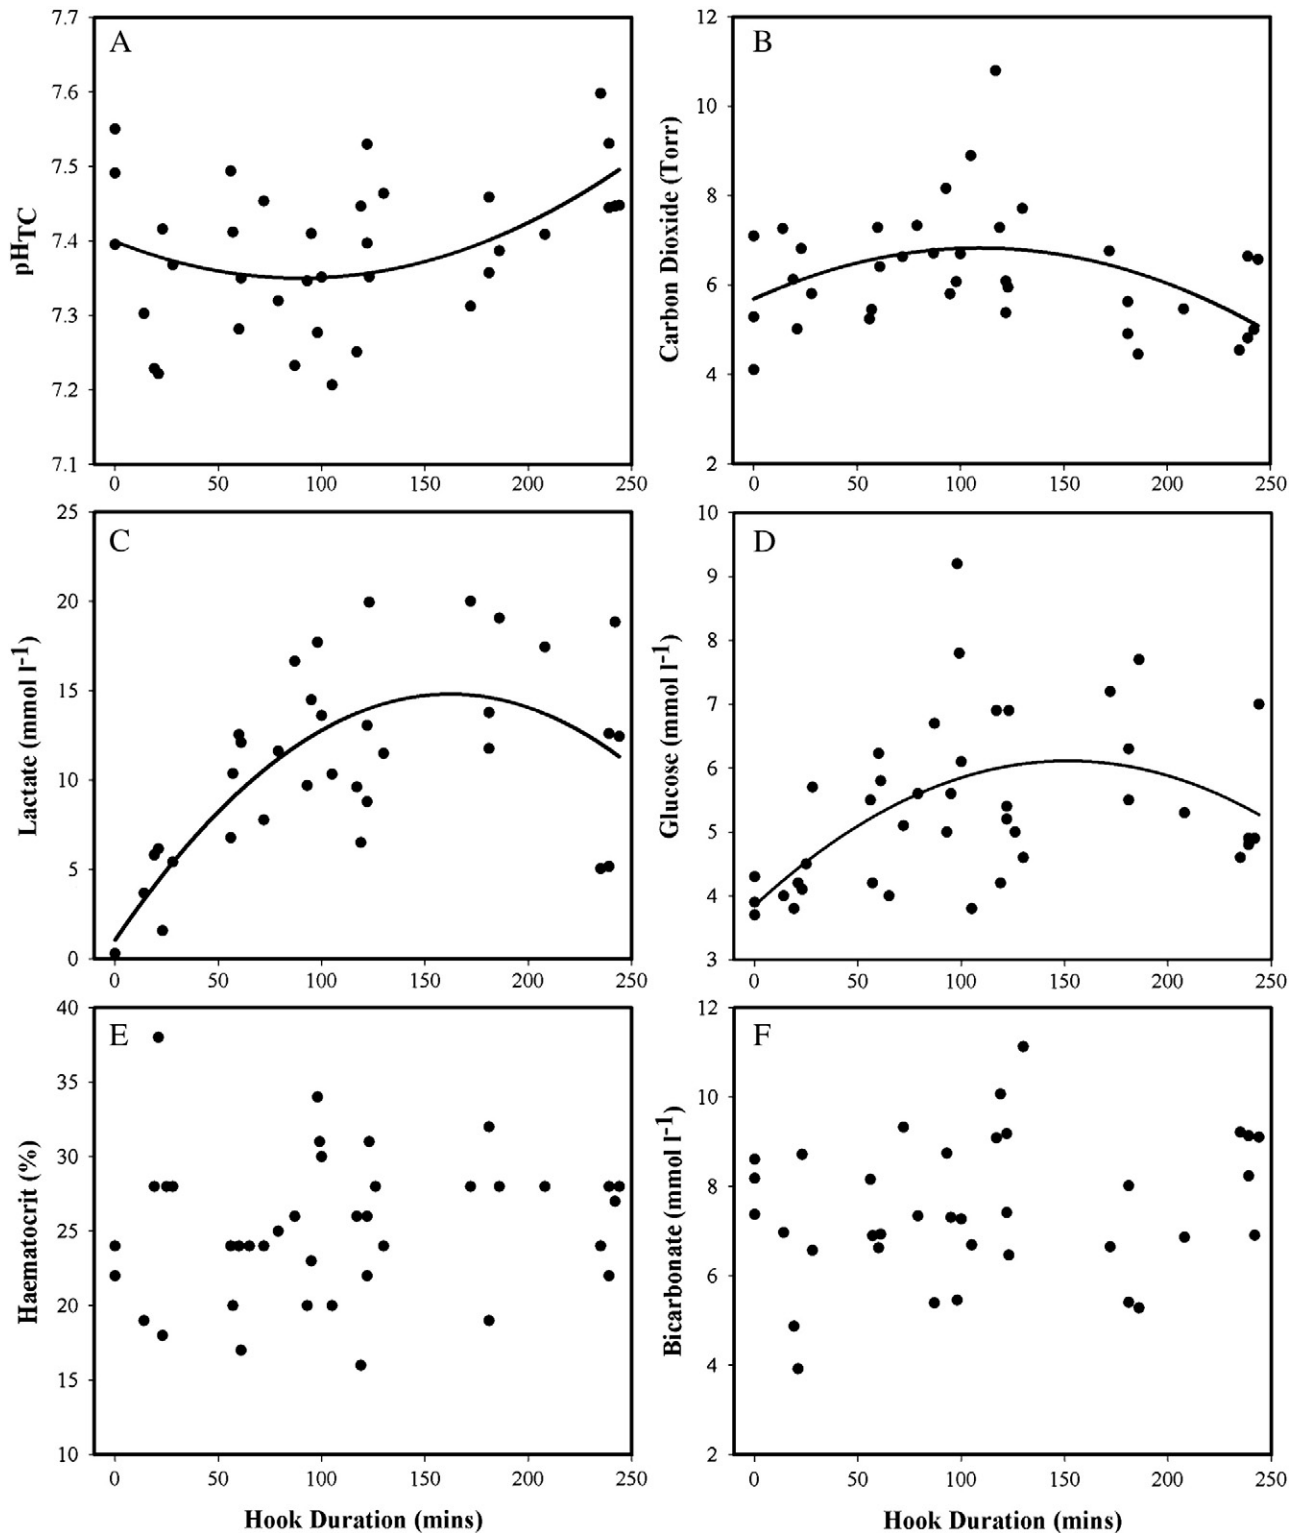 A
pHTC
7.7
7.6
7.5
7.4
7.3
7.2
7.1
0 50 100 150 200 250
B
Carbon Dioxide (Torr)
12
10
8
6
4
2
0 50 100 150 200 250
C
Lactate (mmol l-1)
25
20
15
10
5
0
0 50 100 150 200 250
D
Glucose (mmol l-1)
10
9
8
7
6
5
4
3
0 50 100 150 200 250
E
Haematocrit (%)
40
35
30
25
20
15
10
0 50 100 150 200 250
Hook Duration (mins)
F
Bicarbonate (mmol l-1)
12
10
8
6
4
2
0 50 100 150 200 250
Hook Duration (mins)